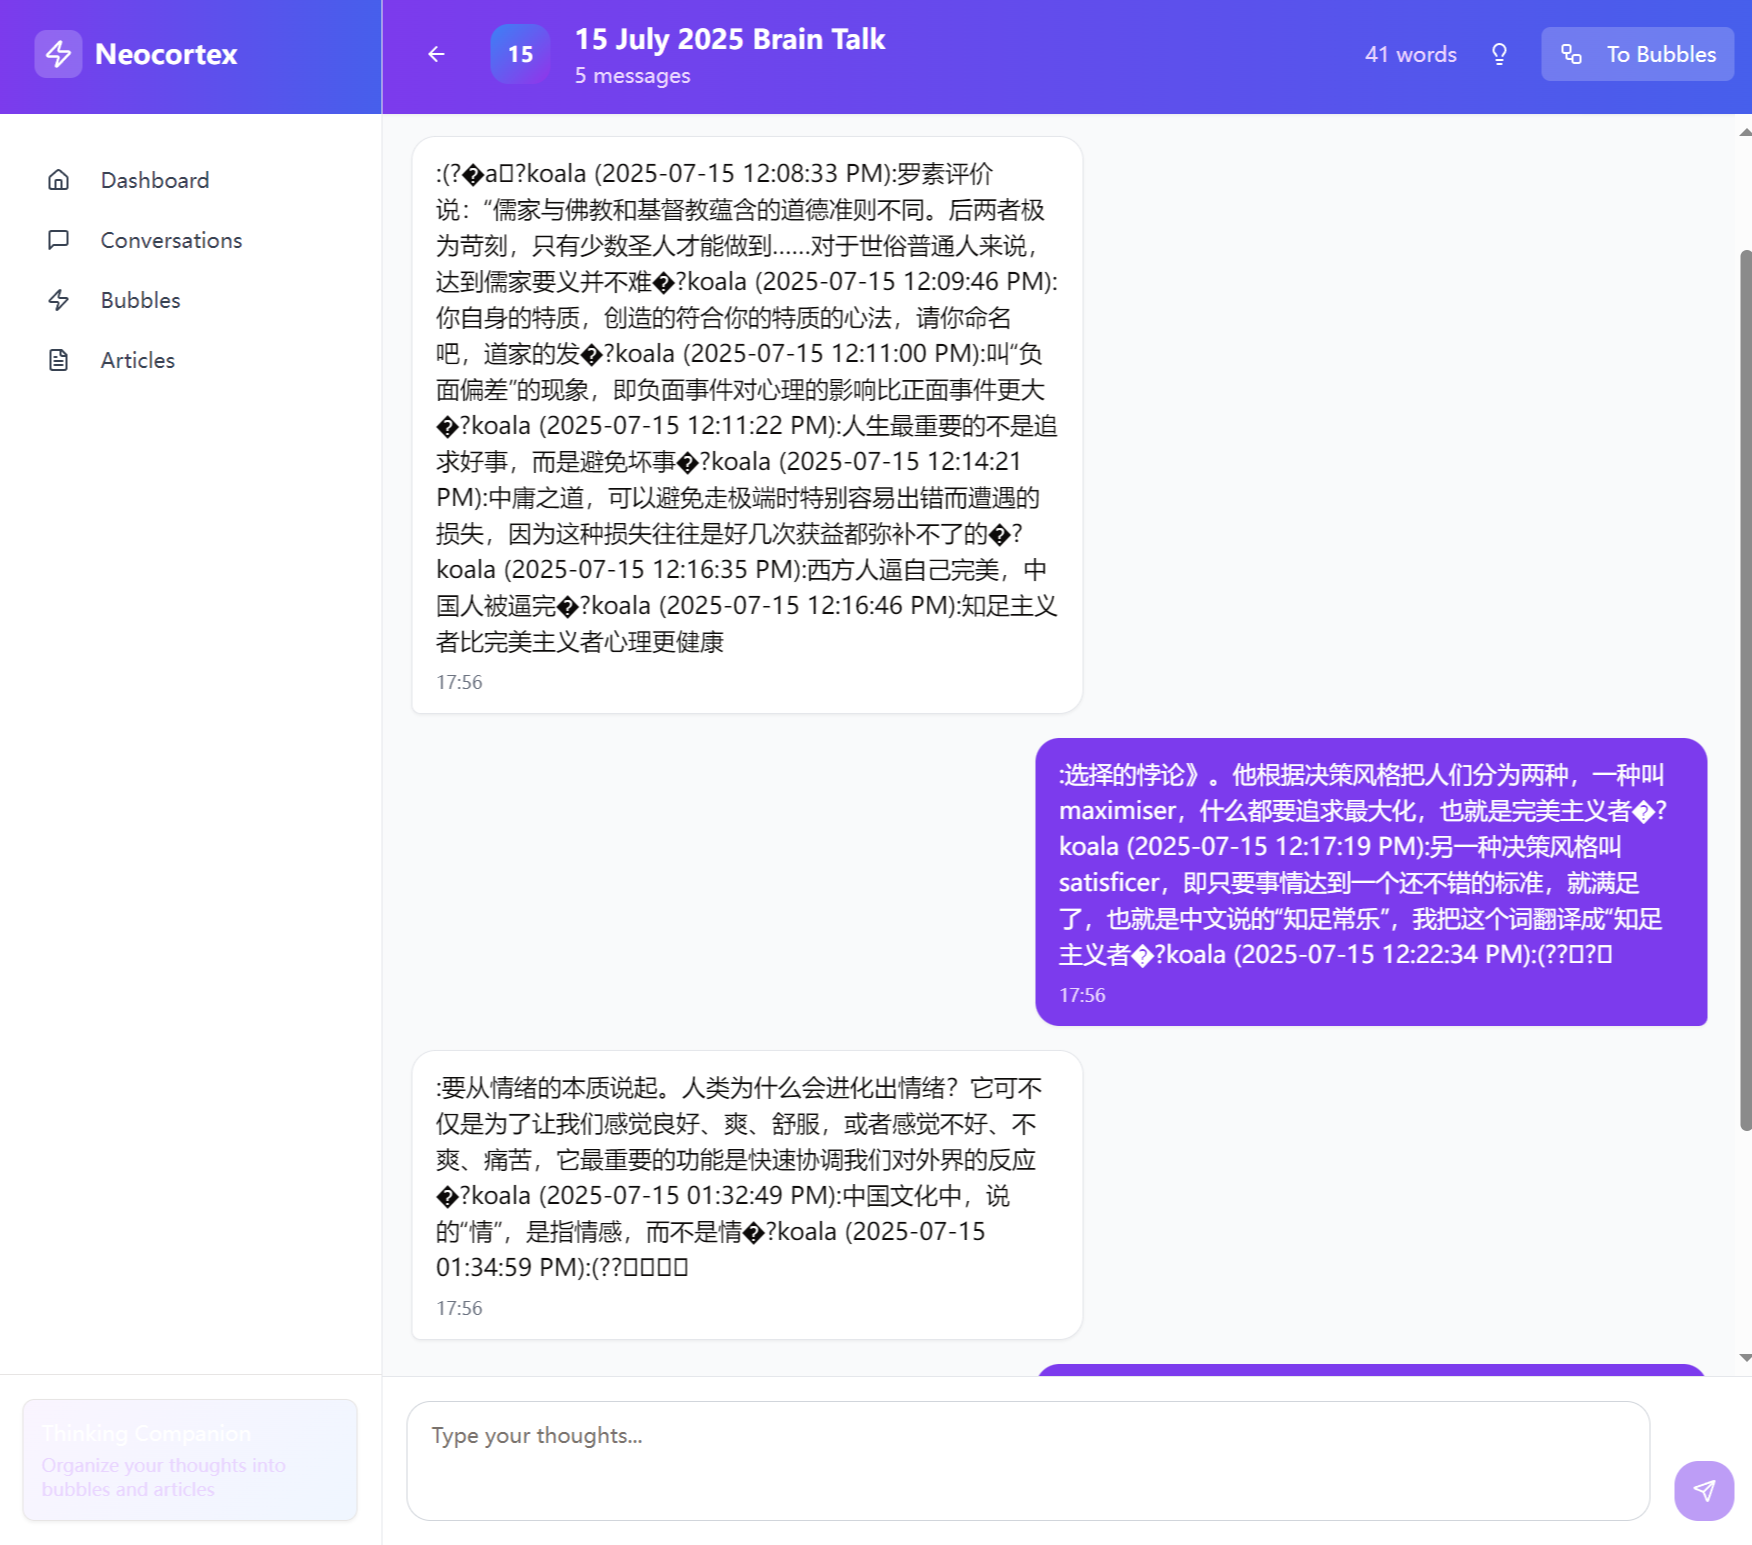 Neocortex
15
15 July 2025 Brain Talk
5 messages
41 words
To Bubbles
Dashboard
Conversations
Bubbles
Articles
:(?�a▯?koala (2025-07-15 12:08:33 PM):罗素评价
说：“儒家与佛教和基督教蕴含的道德准则不同。后两者极
为苛刻，只有少数圣人才能做到……对于世俗普通人来说，
达到儒家要义并不难�?koala (2025-07-15 12:09:46 PM):
你自身的特质，创造的符合你的特质的心法，请你命名
吧，道家的发�?koala (2025-07-15 12:11:00 PM):叫“负
面偏差”的现象，即负面事件对心理的影响比正面事件更大
�?koala (2025-07-15 12:11:22 PM):人生最重要的不是追
求好事，而是避免坏事�?koala (2025-07-15 12:14:21
PM):中庸之道，可以避免走极端时特别容易出错而遭遇的
损失，因为这种损失往往是好几次获益都弥补不了的�?
koala (2025-07-15 12:16:35 PM):西方人逼自己完美，中
国人被逼完�?koala (2025-07-15 12:16:46 PM):知足主义
者比完美主义者心理更健康
17:56
:选择的悖论》。他根据决策风格把人们分为两种，一种叫
maximiser，什么都要追求最大化，也就是完美主义者�?
koala (2025-07-15 12:17:19 PM):另一种决策风格叫
satisficer，即只要事情达到一个还不错的标准，就满足
了，也就是中文说的“知足常乐”，我把这个词翻译成“知足
主义者�?koala (2025-07-15 12:22:34 PM):(??▯?▯
17:56
:要从情绪的本质说起。人类为什么会进化出情绪？它可不
仅是为了让我们感觉良好、爽、舒服，或者感觉不好、不
爽、痛苦，它最重要的功能是快速协调我们对外界的反应
�?koala (2025-07-15 01:32:49 PM):中国文化中，说
的“情”，是指情感，而不是情�?koala (2025-07-15
01:34:59 PM):(??▯▯▯▯
17:56
Thinking Companion
Organize your thoughts into
bubbles and articles
Type your thoughts...